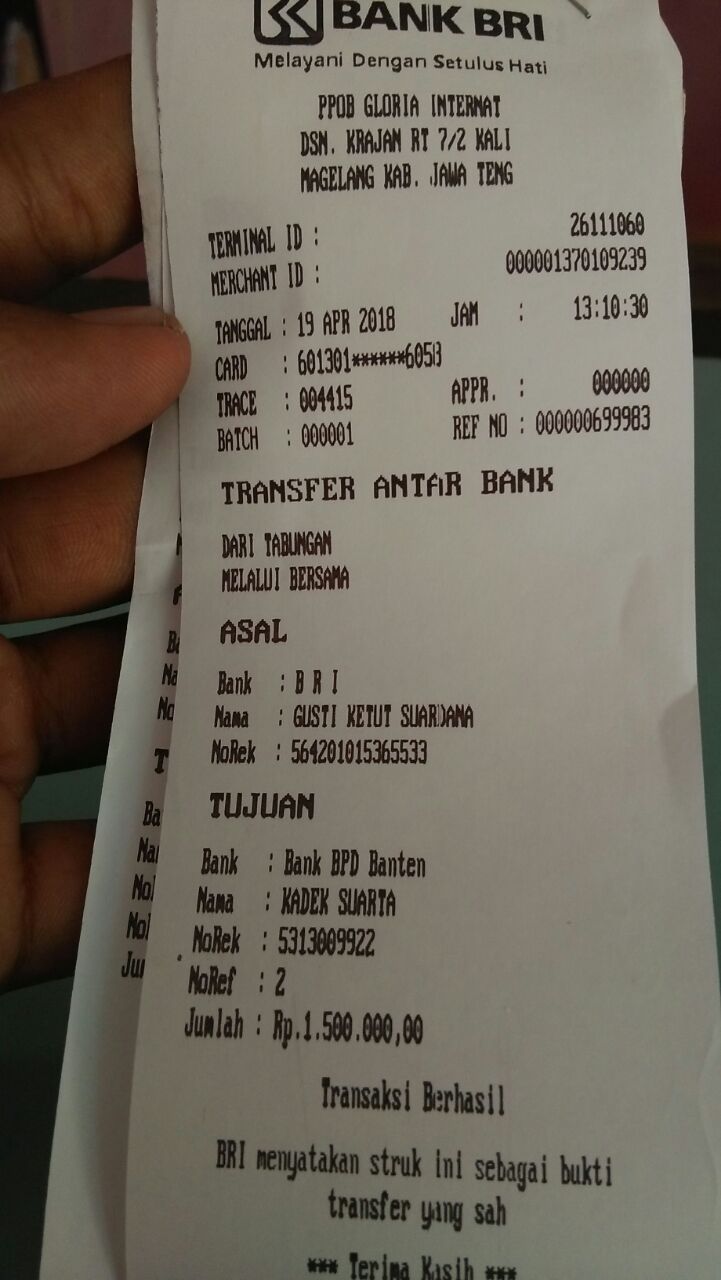 BANK BRI
Melayani Dengan Setulus Hati
PPOB GLORIA INTERNAT
DSN. KRAJAN RT 7/2 KALI
MAGELANG KAB. JAWA TENG
TERMINAL ID : 26111060
MERCHANT ID : 000001370109239
TANGGAL : 19 APR 2018 JAM : 13:10:30
CARD : 601301******6058
TRACE : 004415 APPR. : 000000
BATCH : 000001 REF NO : 000000699983
TRANSFER ANTAR BANK
DARI TABUNGAN
MELALUI BERSAMA
ASAL
Bank : B R I
Nama : GUSTI KETUT SUARDANA
NoRek : 564201015365533
TUJUAN
Bank : Bank BPD Banten
Nama : KADEK SUARTA
NoRek : 5313009922
NoRef : 2
Jumlah : Rp.1.500.000,00
Transaksi Berhasil
BRI menyatakan struk ini sebagai bukti
transfer yang sah
*** Terima Kasih ***